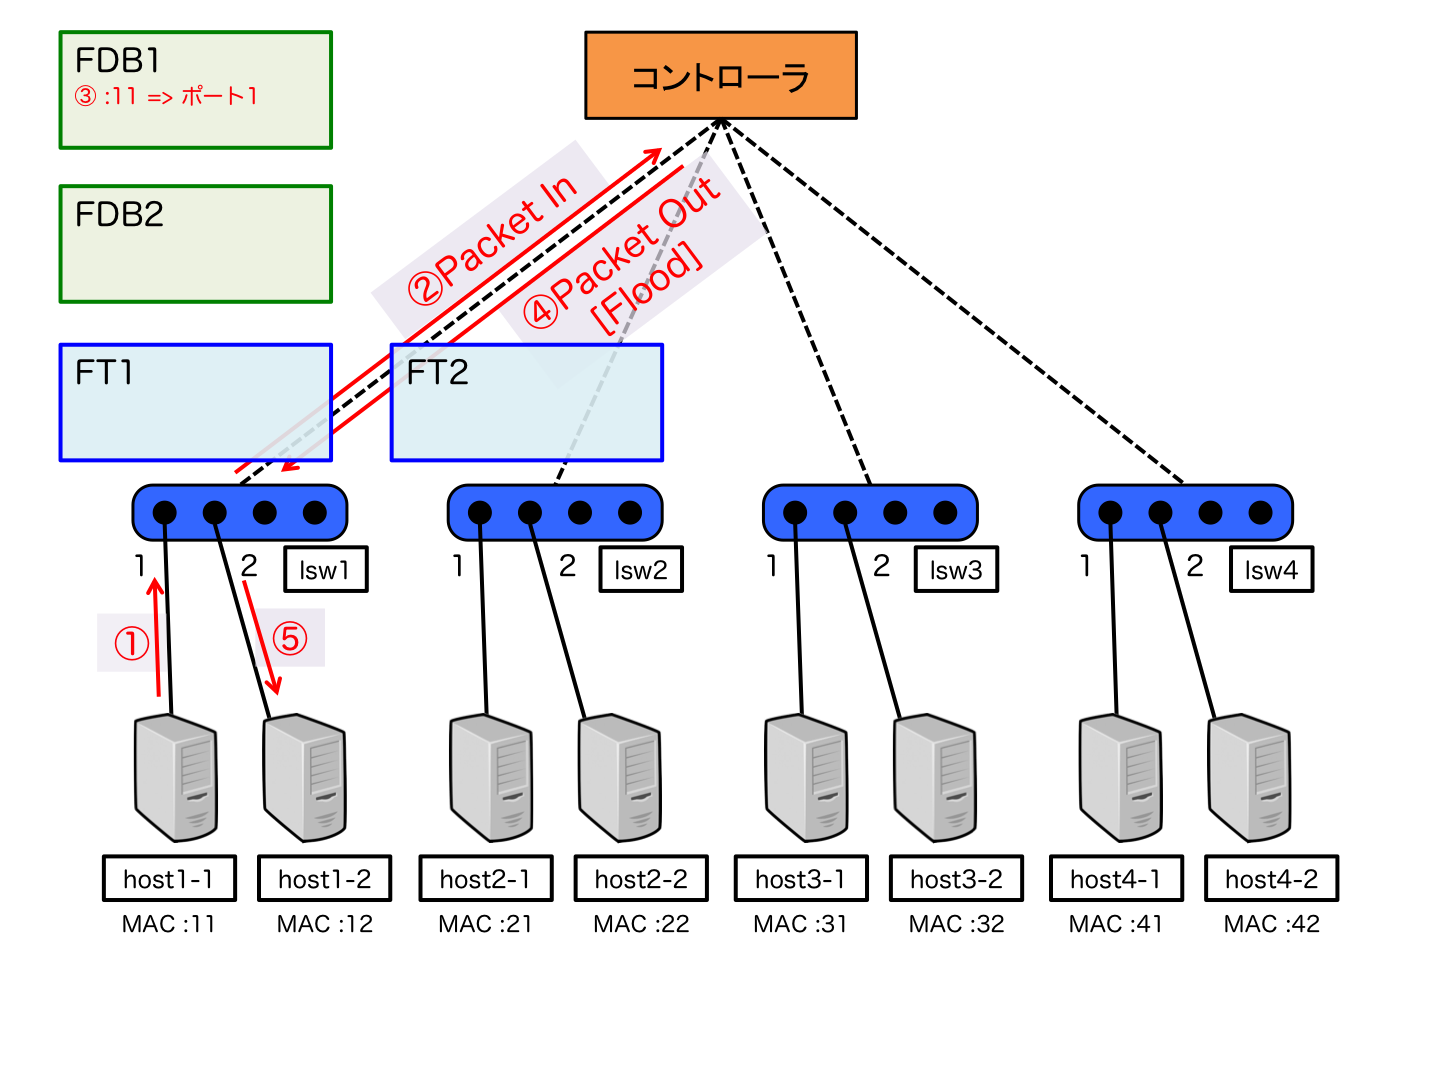 FDB1
③ :11 => ポート1
コントローラ
FDB2
②Packet In
④Packet Out
[Flood]
FT1
FT2
1 2 lsw1
1 2 lsw2
1 2 lsw3
1 2 lsw4
①
⑤
host1-1 host1-2 host2-1 host2-2 host3-1 host3-2 host4-1 host4-2
MAC :11 MAC :12 MAC :21 MAC :22 MAC :31 MAC :32 MAC :41 MAC :42